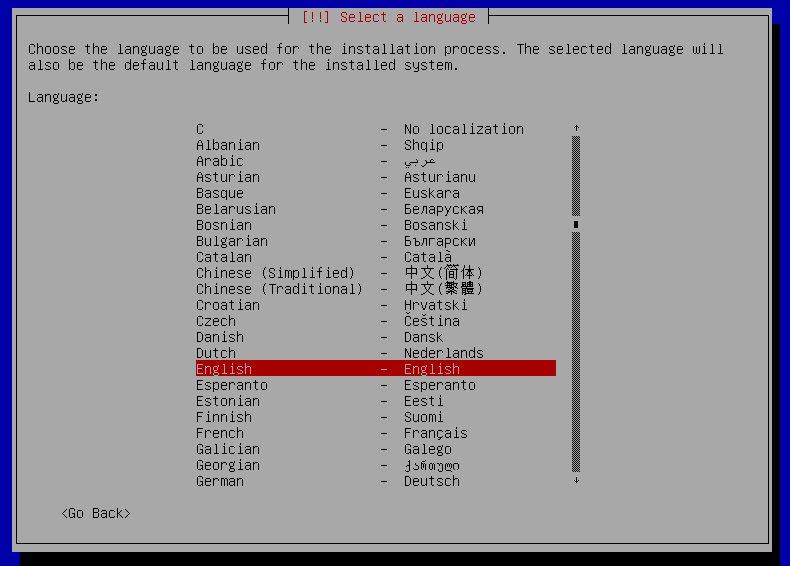 [!!] Select a language
Choose the language to be used for the installation process. The selected language will
also be the default language for the installed system.
Language:
C - No localization
Albanian - Shqip
Arabic - عربي
Asturian - Asturianu
Basque - Euskara
Belarusian - Беларуская
Bosnian - Bosanski
Bulgarian - Български
Catalan - Català
Chinese (Simplified) - 中文(简体)
Chinese (Traditional) - 中文(繁體)
Croatian - Hrvatski
Czech - Čeština
Danish - Dansk
Dutch - Nederlands
English - English
Esperanto - Esperanto
Estonian - Eesti
Finnish - Suomi
French - Français
Galician - Galego
Georgian - ქართული
German - Deutsch
<Go Back>